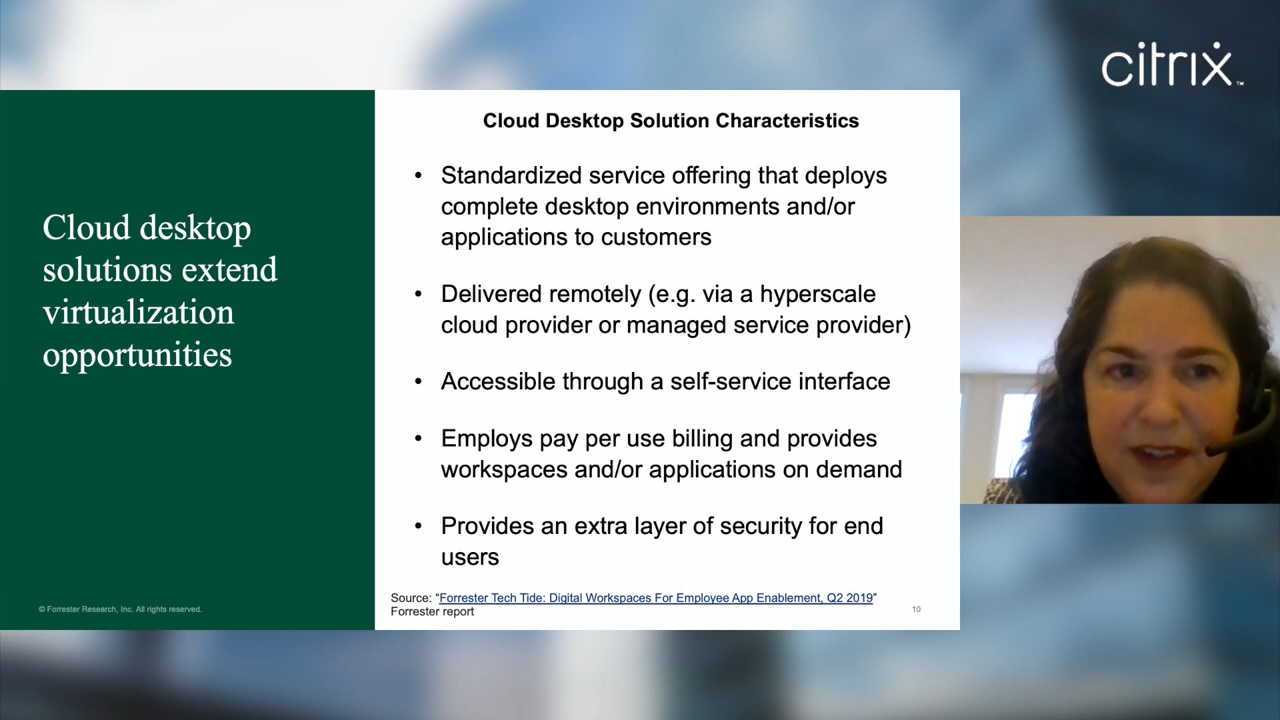 citrix™
Cloud desktop
solutions extend
virtualization
opportunities
© Forrester Research, Inc. All rights reserved.
Cloud Desktop Solution Characteristics
• Standardized service offering that deploys
complete desktop environments and/or
applications to customers
• Delivered remotely (e.g. via a hyperscale
cloud provider or managed service provider)
• Accessible through a self-service interface
• Employs pay per use billing and provides
workspaces and/or applications on demand
• Provides an extra layer of security for end
users
Source: “Forrester Tech Tide: Digital Workspaces For Employee App Enablement, Q2 2019”
Forrester report
10